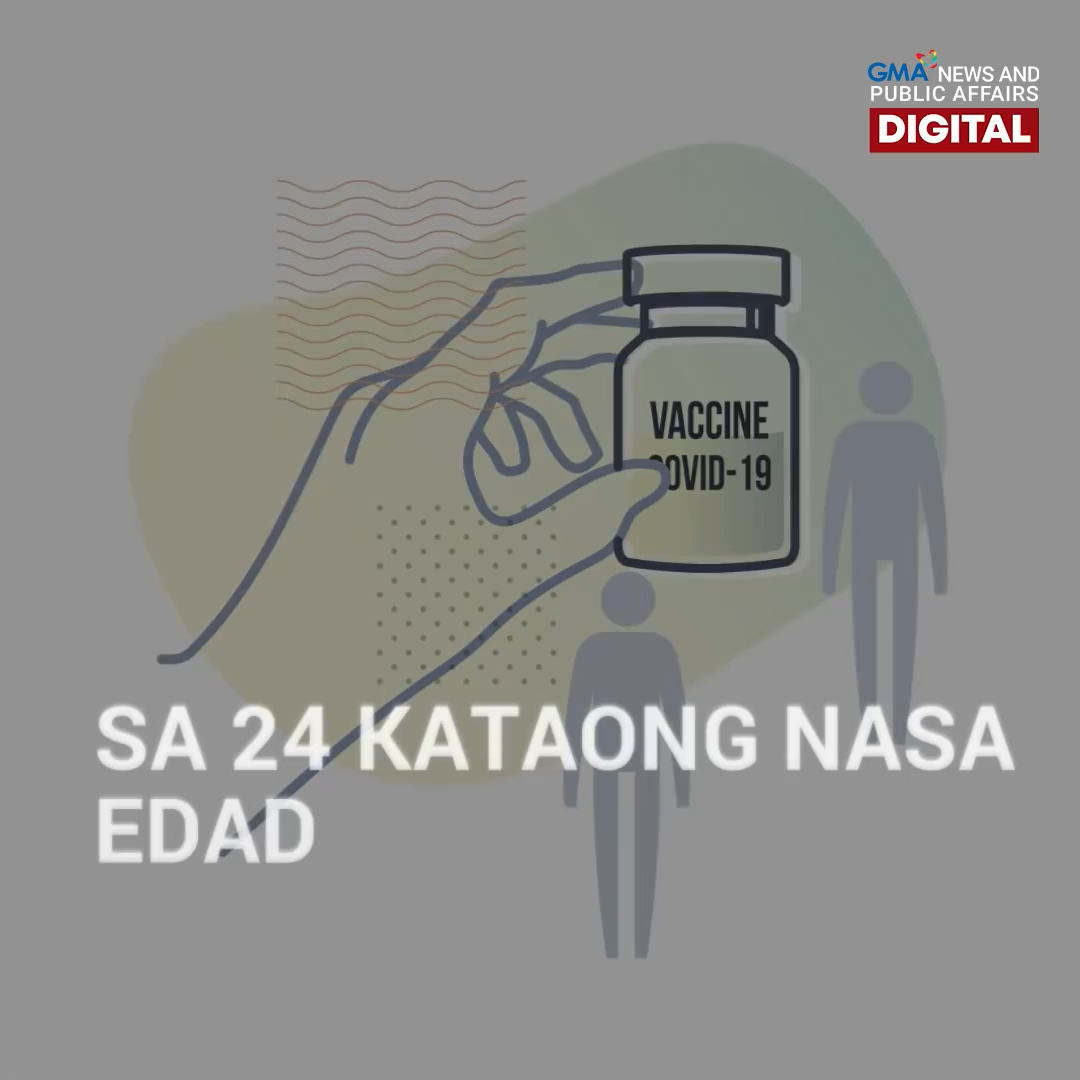 GMA NEWS AND
PUBLIC AFFAIRS
DIGITAL
VACCINE
COVID-19
SA 24 KATAONG NASA
EDAD